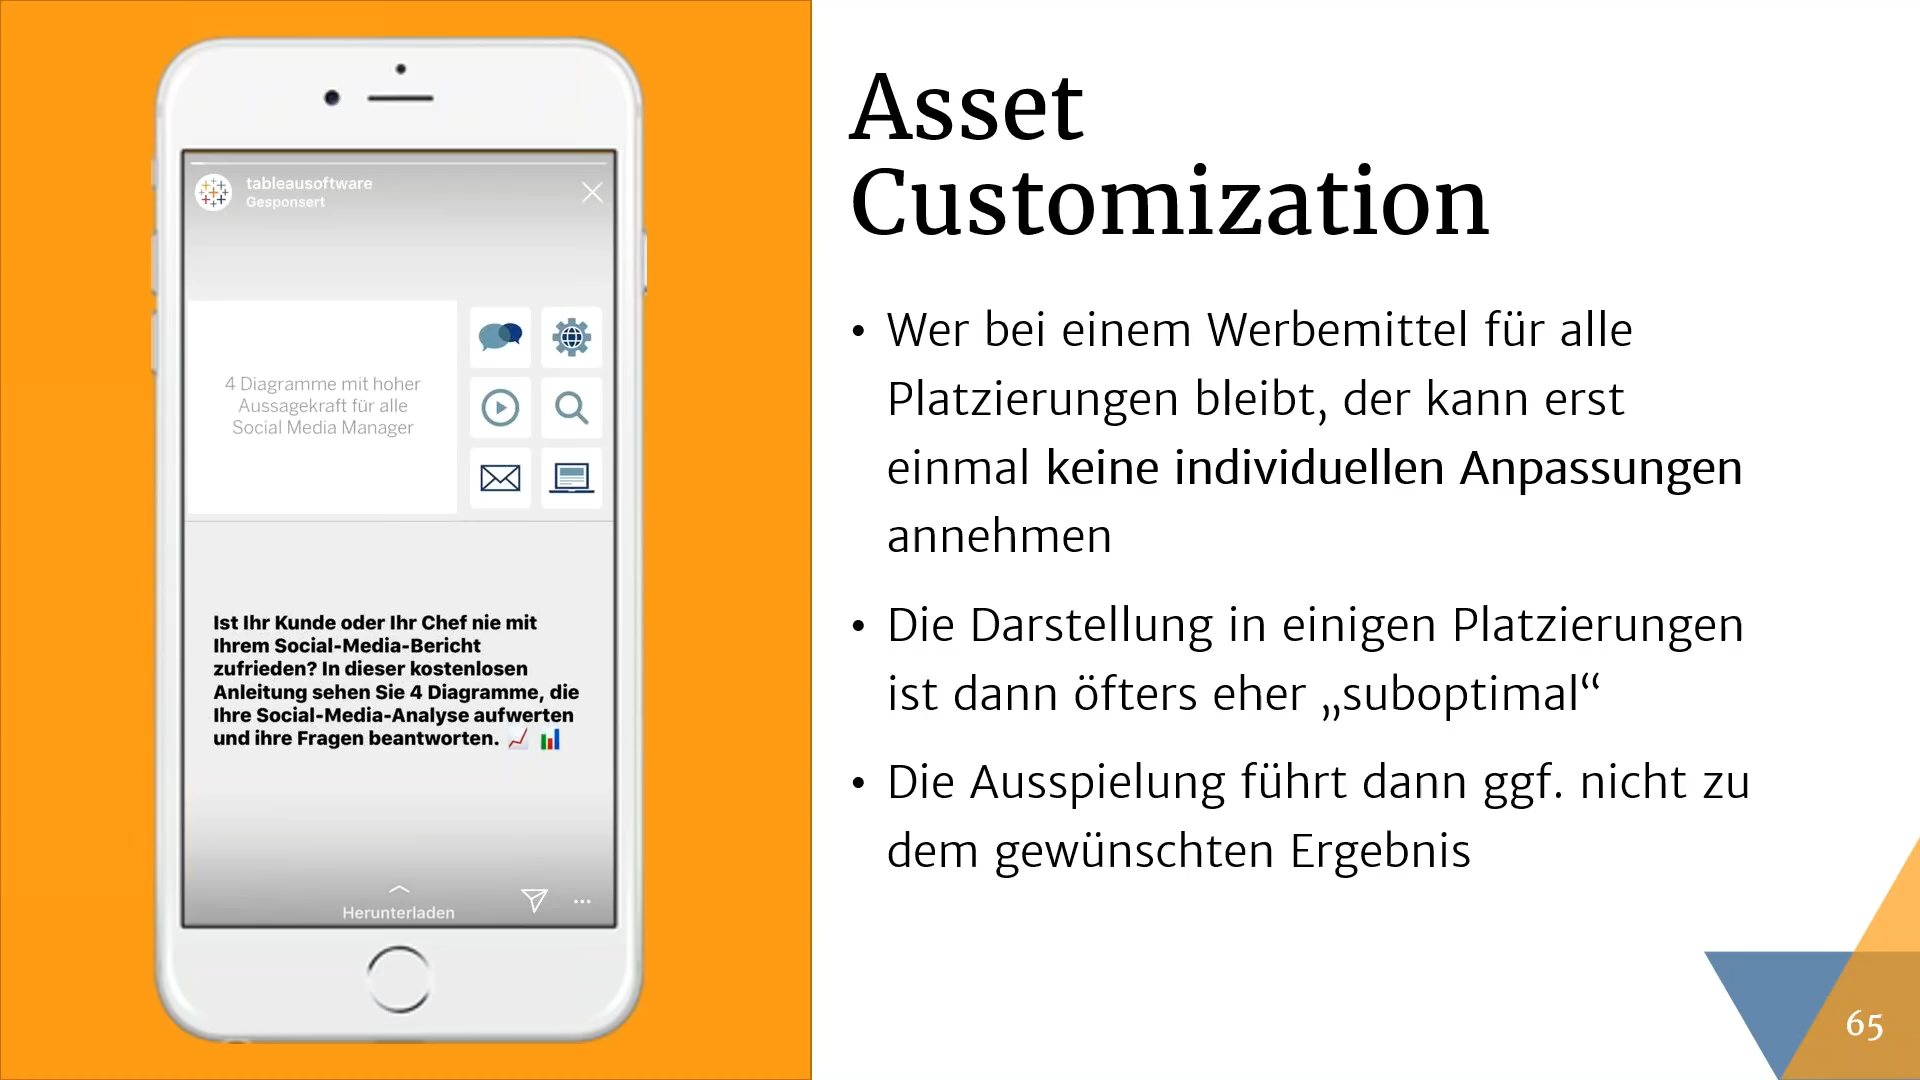 tableausoftware
Gesponsert
4 Diagramme mit hoher
Aussagekraft für alle
Social Media Manager
Ist Ihr Kunde oder Ihr Chef nie mit
Ihrem Social-Media-Bericht
zufrieden? In dieser kostenlosen
Anleitung sehen Sie 4 Diagramme, die
Ihre Social-Media-Analyse aufwerten
und ihre Fragen beantworten. 📈 📊
Herunterladen
Asset
Customization
• Wer bei einem Werbemittel für alle
Platzierungen bleibt, der kann erst
einmal keine individuellen Anpassungen
annehmen
• Die Darstellung in einigen Platzierungen
ist dann öfters eher „suboptimal“
• Die Ausspielung führt dann ggf. nicht zu
dem gewünschten Ergebnis
65